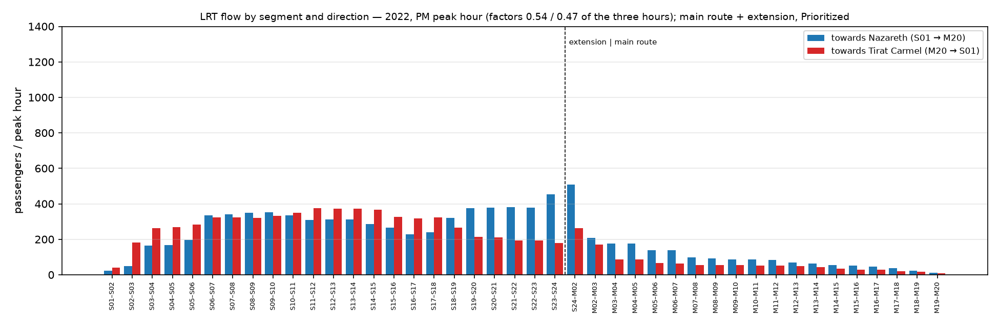 LRT flow by segment and direction — 2022, PM peak hour (factors 0.54 / 0.47 of the three hours); main route + extension, Prioritized
passengers / peak hour
1400
1200
1000
800
600
400
200
0
extension | main route
towards Nazareth (S01 → M20)
towards Tirat Carmel (M20 → S01)
S01–S02
S02–S03
S03–S04
S04–S05
S05–S06
S06–S07
S07–S08
S08–S09
S09–S10
S10–S11
S11–S12
S12–S13
S13–S14
S14–S15
S15–S16
S16–S17
S17–S18
S18–S19
S19–S20
S20–S21
S21–S22
S22–S23
S23–S24
S24–M02
M02–M03
M03–M04
M04–M05
M05–M06
M06–M07
M07–M08
M08–M09
M09–M10
M10–M11
M11–M12
M12–M13
M13–M14
M14–M15
M15–M16
M16–M17
M17–M18
M18–M19
M19–M20